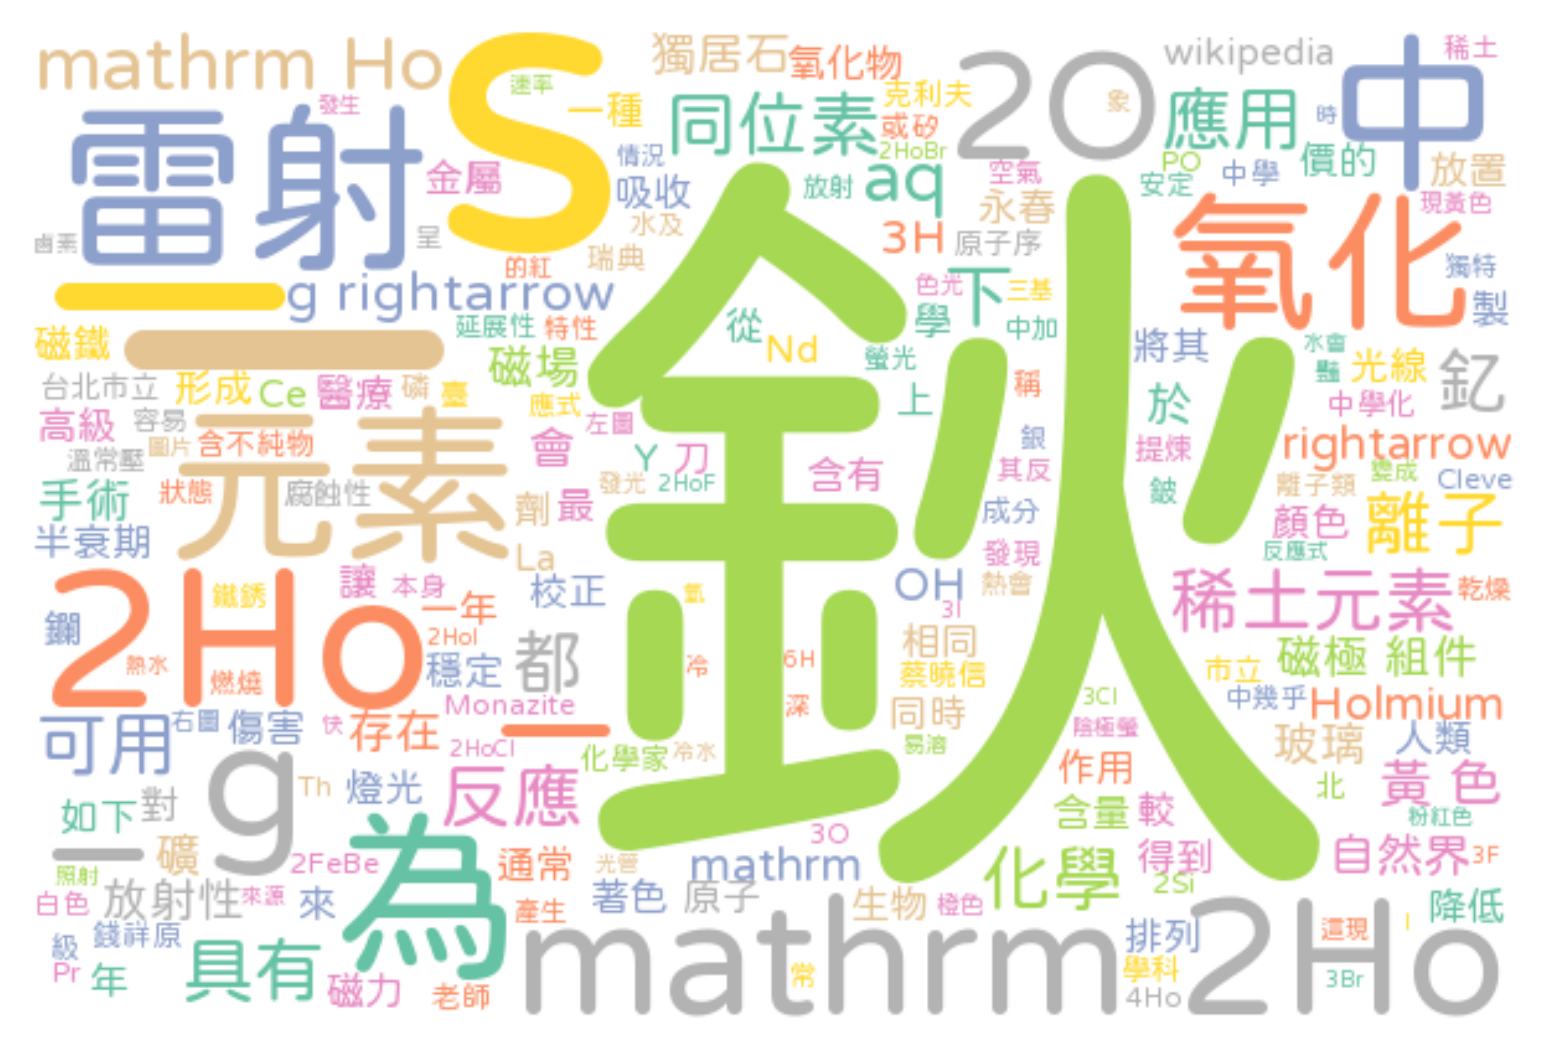 mathrm Ho
S
速率
一種
獨居石
氧化物
2O
象
wikipedia
中
稀土
發生
雷射
同位素
克利夫
或矽
2HoBr
應用
時
情況
金屬
吸收
放射
aq
空氣
PO
安定
中學
價的
放置
水及
永春
現黃色
鹵素
呈
的紅
瑞典
3H
原子序
氧化
獨特
一
g rightarrow
鈥
色光
下
三基
製
磁鐵
一
延展性
特性
從
學
中加
將其
水會
磁場
Nd
螢光
豔
光線
釔
台北市立
形成
Ce
醫療
磷
臺
應式
上
稱
於
中學化
高級
容易
左圖
圖片
含不純物
會
銀
提煉
rightarrow
溫常壓
元素
Y
刀
含有
其反
變成
手術
狀態
腐蝕性
發光
2HoF
鈹
離子類
Cleve
劑
最
成分
顏色
離子
半衰期
La
發現
反應式
2Ho
鐵銹
讓
本身
校正
氫
OH
熱會
稀土元素
乾燥
鑭
一年
3I
2HoI
都
相同
熱水
燃燒
穩定
冷
6H
蔡曉信
市立
磁極 組件
Monazite
深
3Cl
中幾乎
Holmium
可用
右圖
傷害
快
存在
一
同時
陰極螢
玻璃
人類
2HoCl
化學家
冷水
易溶
g
Th
燈光
反應
作用
北
黃 色
如下
對
含量
較
粉紅色
一
礦
為
3O
2FeBe
通常
光管
mathrm
化學
得到
自然界
3F
照射
2Si
白色
放射性
來源
來
產生
著色
原子
生物
橙色
降低
級
錢祥原
mathrm 2Ho
排列
這現
I
Pr
年
具有
磁力
老師
常
學科
4Ho
3Br